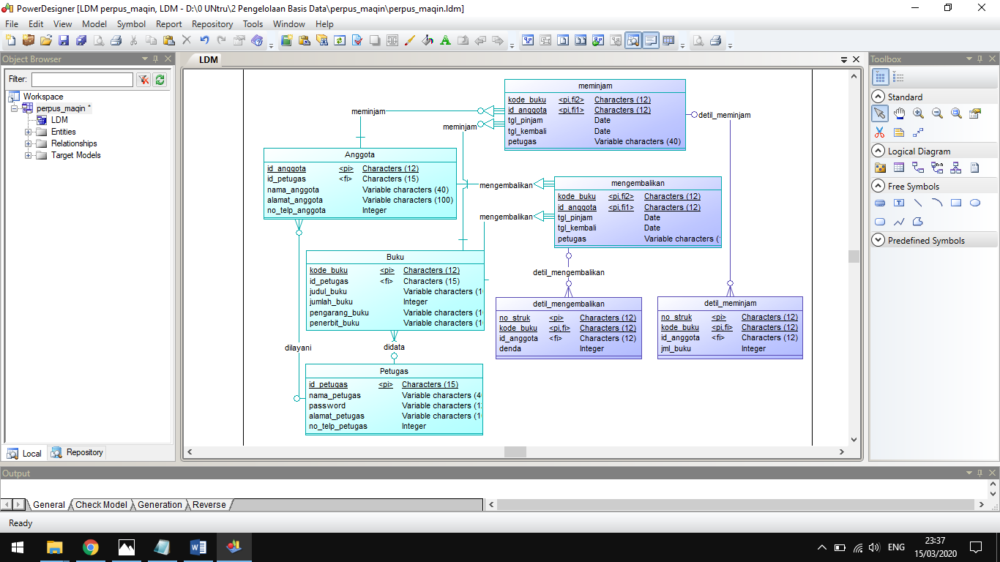 PowerDesigner [LDM perpus_maqin, LDM - D:\0 UNtru\2 Pengelolaan Basis Data\perpus_maqin\perpus_maqin.ldm]
File Edit View Model Symbol Report Repository Tools Window Help
Object Browser
Filter:
Workspace
perpus_maqin *
LDM
Entities
Relationships
Target Models
Local Repository
LDM
meminjam
kode_buku <pi,fi2> Characters (12)
id_anggota <pi,fi1> Characters (12)
tgl_pinjam Date
tgl_kembali Date
petugas Variable characters (40)
meminjam
meminjam
detil_meminjam
Anggota
id_anggota <pi> Characters (12)
id_petugas <fi> Characters (15)
nama_anggota Variable characters (40)
alamat_anggota Variable characters (100)
no_telp_anggota Integer
mengembalikan
mengembalikan
mengembalikan
kode_buku <pi,fi2> Characters (12)
id_anggota <pi,fi1> Characters (12)
tgl_pinjam Date
tgl_kembali Date
petugas Variable characters (
Buku
kode_buku <pi> Characters (12)
id_petugas <fi> Characters (15)
judul_buku Variable characters (1
jumlah_buku Integer
pengarang_buku Variable characters (1
penerbit_buku Variable characters (1
detil_mengembalikan
detil_mengembalikan
no_struk <pi> Characters (12)
kode_buku <pi,fi> Characters (12)
id_anggota <fi> Characters (12)
denda Integer
detil_meminjam
no_struk <pi> Characters (12)
kode_buku <pi,fi> Characters (12)
id_anggota <fi> Characters (12)
jml_buku Integer
dilayani
didata
Petugas
id_petugas <pi> Characters (15)
nama_petugas Variable characters (4
password Variable characters (1
alamat_petugas Variable characters (1
no_telp_petugas Integer
Toolbox
Standard
Logical Diagram
Free Symbols
Predefined Symbols
Output
General Check Model Generation Reverse
Ready
ENG
23:37
15/03/2020